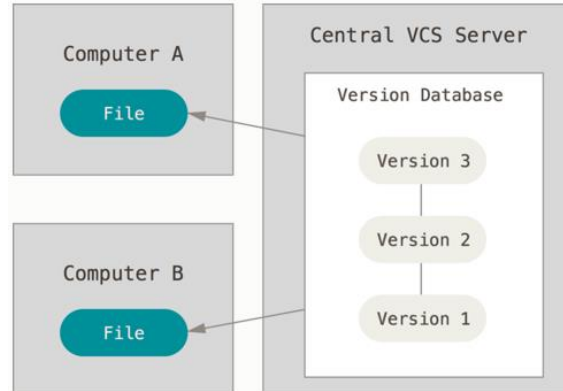 Computer A
File
Computer B
File
Central VCS Server
Version Database
Version 3
Version 2
Version 1